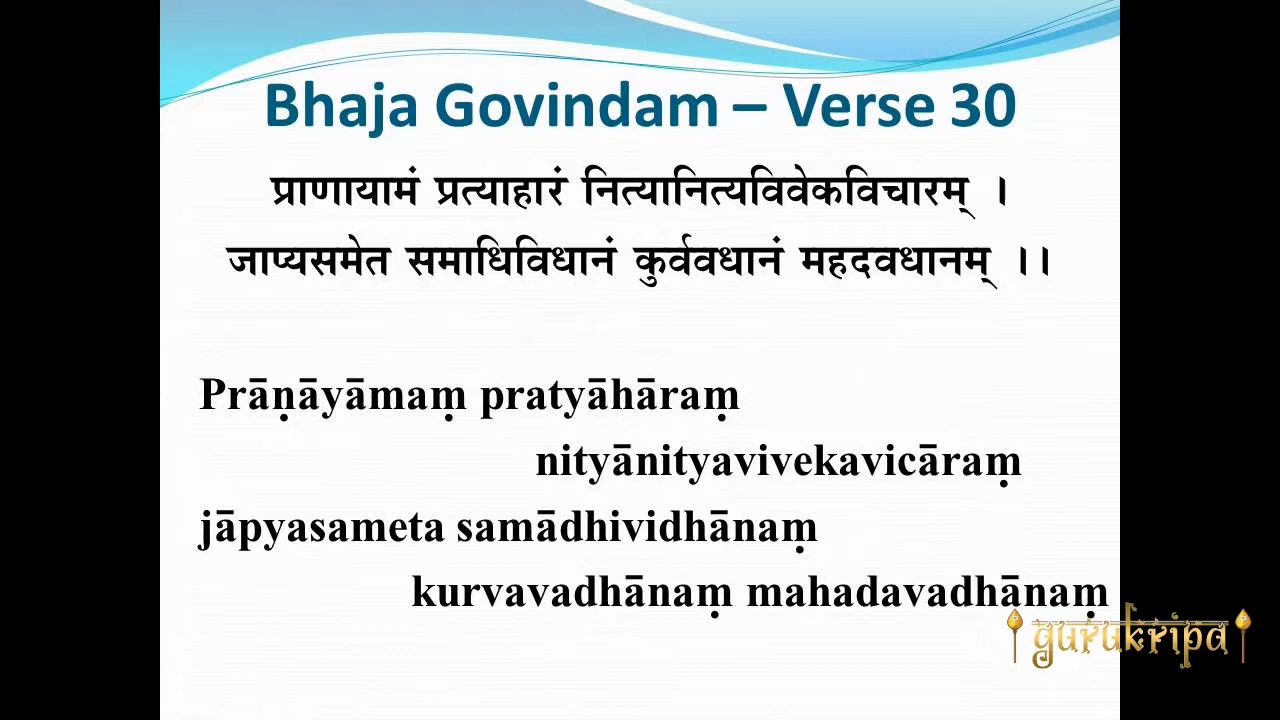 Bhaja Govindam – Verse 30
प्राणायामं प्रत्याहारं नित्यानित्यविवेकविचारम् ।
जाप्यसमेत समाधिविधानं कुर्ववधानं महदवधानम् ।।
Prāṇāyāmaṃ pratyāhāraṃ
nityānityavivekavicāraṃ
jāpyasameta samādhividhānaṃ
kurvavadhānaṃ mahadavadhānaṃ
gurukripa